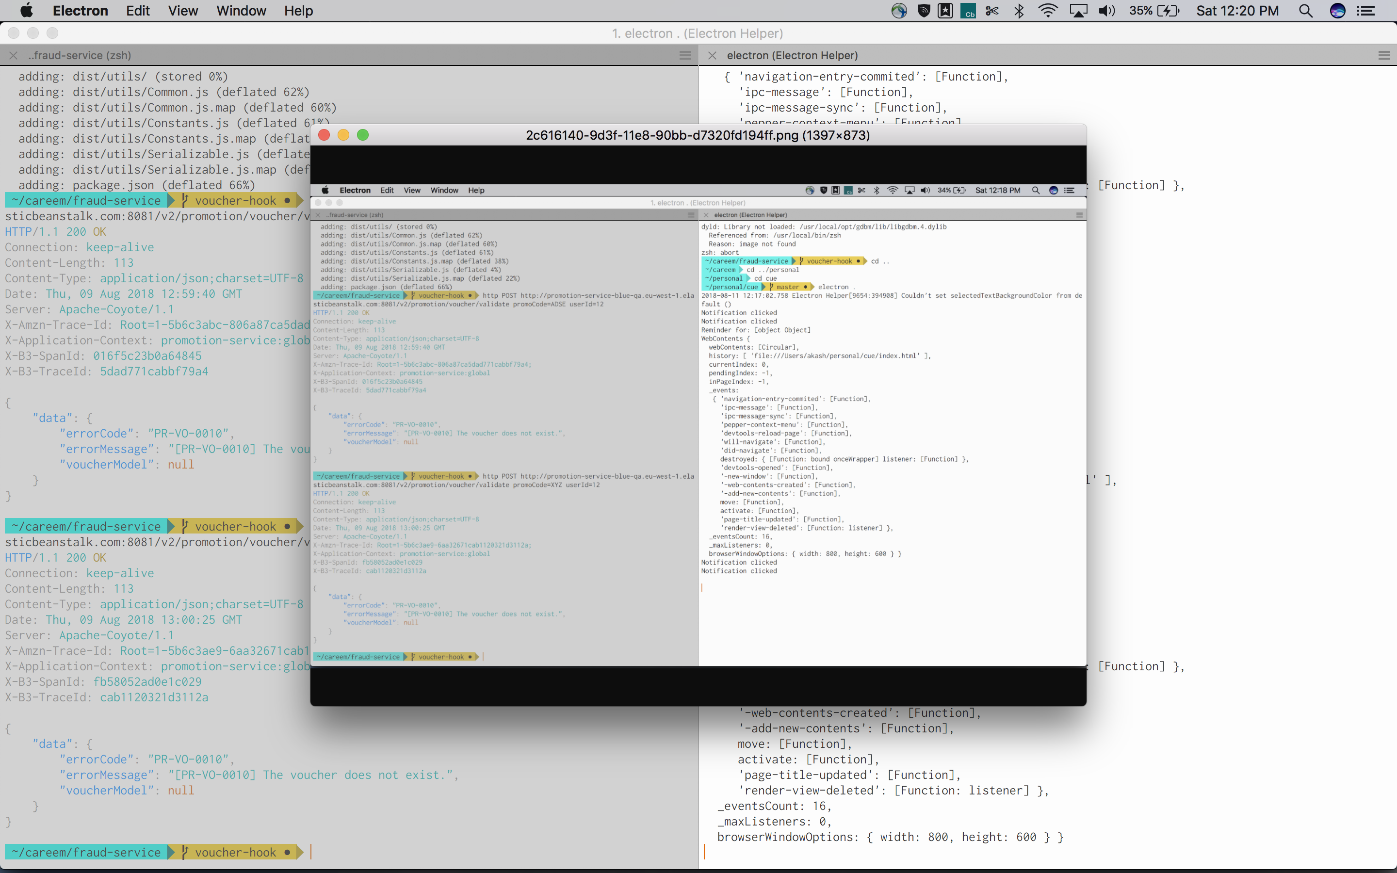 Electron Edit View Window Help 35% Sat 12:20 PM
1. electron . (Electron Helper)
..fraud-service (zsh)
electron (Electron Helper)
adding: dist/utils/ (stored 0%)
adding: dist/utils/Common.js (deflated 62%)
adding: dist/utils/Common.js.map (deflated 60%)
adding: dist/utils/Constants.js (deflated 61%)
adding: dist/utils/Constants.js.map (deflat
adding: dist/utils/Serializable.js (deflate
adding: dist/utils/Serializable.js.map (def
adding: package.json (deflated 66%)
~/careem/fraud-service voucher-hook ●
sticbeanstalk.com:8081/v2/promotion/voucher/v
HTTP/1.1 200 OK
Connection: keep-alive
Content-Length: 113
Content-Type: application/json;charset=UTF-8
Date: Thu, 09 Aug 2018 12:59:40 GMT
Server: Apache-Coyote/1.1
X-Amzn-Trace-Id: Root=1-5b6c3abc-806a87ca5dad
X-Application-Context: promotion-service:glob
X-B3-SpanId: 016f5c23b0a64845
X-B3-TraceId: 5dad771cabbf79a4
{
"data": {
"errorCode": "PR-VO-0010",
"errorMessage": "[PR-VO-0010] The vou
"voucherModel": null
}
}
~/careem/fraud-service voucher-hook ●
sticbeanstalk.com:8081/v2/promotion/voucher/v
HTTP/1.1 200 OK
Connection: keep-alive
Content-Length: 113
Content-Type: application/json;charset=UTF-8
Date: Thu, 09 Aug 2018 13:00:25 GMT
Server: Apache-Coyote/1.1
X-Amzn-Trace-Id: Root=1-5b6c3ae9-6aa32671cab1
X-Application-Context: promotion-service:glob
X-B3-SpanId: fb58052ad0e1c029
X-B3-TraceId: cab1120321d3112a
{
"data": {
"errorCode": "PR-VO-0010",
"errorMessage": "[PR-VO-0010] The voucher does not exist.",
"voucherModel": null
}
}
~/careem/fraud-service voucher-hook ●
2c616140-9d3f-11e8-90bb-d7320fd194ff.png (1397×873)
Electron Edit View Window Help 34% Sat 12:18 PM
1. electron . (Electron Helper)
..fraud-service (zsh)
electron (Electron Helper)
adding: dist/utils/ (stored 0%)
adding: dist/utils/Common.js (deflated 62%)
adding: dist/utils/Common.js.map (deflated 60%)
adding: dist/utils/Constants.js (deflated 61%)
adding: dist/utils/Constants.js.map (deflated 38%)
adding: dist/utils/Serializable.js (deflated 4%)
adding: dist/utils/Serializable.js.map (deflated 22%)
adding: package.json (deflated 66%)
~/careem/fraud-service voucher-hook ● http POST http://promotion-service-blue-qa.eu-west-1.ela
sticbeanstalk.com:8081/v2/promotion/voucher/validate promoCode=ADSE userId=12
HTTP/1.1 200 OK
Connection: keep-alive
Content-Length: 113
Content-Type: application/json;charset=UTF-8
Date: Thu, 09 Aug 2018 12:59:40 GMT
Server: Apache-Coyote/1.1
X-Amzn-Trace-Id: Root=1-5b6c3abc-806a87ca5dad771cabbf79a4;
X-Application-Context: promotion-service:global
X-B3-SpanId: 016f5c23b0a64845
X-B3-TraceId: 5dad771cabbf79a4
{
"data": {
"errorCode": "PR-VO-0010",
"errorMessage": "[PR-VO-0010] The voucher does not exist.",
"voucherModel": null
}
}
~/careem/fraud-service voucher-hook ● http POST http://promotion-service-blue-qa.eu-west-1.ela
sticbeanstalk.com:8081/v2/promotion/voucher/validate promoCode=XYZ userId=12
HTTP/1.1 200 OK
Connection: keep-alive
Content-Length: 113
Content-Type: application/json;charset=UTF-8
Date: Thu, 09 Aug 2018 13:00:25 GMT
Server: Apache-Coyote/1.1
X-Amzn-Trace-Id: Root=1-5b6c3ae9-6aa32671cab1120321d3112a;
X-Application-Context: promotion-service:global
X-B3-SpanId: fb58052ad0e1c029
X-B3-TraceId: cab1120321d3112a
{
"data": {
"errorCode": "PR-VO-0010",
"errorMessage": "[PR-VO-0010] The voucher does not exist.",
"voucherModel": null
}
}
~/careem/fraud-service voucher-hook ●
dyld: Library not loaded: /usr/local/opt/gdbm/lib/libgdbm.4.dylib
Referenced from: /usr/local/bin/zsh
Reason: image not found
zsh: abort
~/careem/fraud-service voucher-hook ● cd ..
~/careem cd ../personal
~/personal cd cue
~/personal/cue master ● electron .
2018-08-11 12:17:02.758 Electron Helper[9654:394908] Couldn't set selectedTextBackgroundColor from de
fault ()
Notification clicked
Notification clicked
Reminder for: [object Object]
WebContents {
webContents: [Circular],
history: [ 'file:///Users/akash/personal/cue/index.html' ],
currentIndex: 0,
pendingIndex: -1,
inPageIndex: -1,
_events:
{ 'navigation-entry-commited': [Function],
'ipc-message': [Function],
'ipc-message-sync': [Function],
'pepper-context-menu': [Function],
'devtools-reload-page': [Function],
'will-navigate': [Function],
'did-navigate': [Function],
destroyed: { [Function: bound onceWrapper] listener: [Function] },
'devtools-opened': [Function],
'-new-window': [Function],
'-web-contents-created': [Function],
'-add-new-contents': [Function],
move: [Function],
activate: [Function],
'page-title-updated': [Function],
'render-view-deleted': [Function: listener] },
_eventsCount: 16,
_maxListeners: 0,
browserWindowOptions: { width: 800, height: 600 } }
Notification clicked
Notification clicked
{ 'navigation-entry-commited': [Function],
'ipc-message': [Function],
'ipc-message-sync': [Function],
'pepper-context-menu': [Function],
[Function] },
l' ],
[Function] },
'-web-contents-created': [Function],
'-add-new-contents': [Function],
move: [Function],
activate: [Function],
'page-title-updated': [Function],
'render-view-deleted': [Function: listener] },
_eventsCount: 16,
_maxListeners: 0,
browserWindowOptions: { width: 800, height: 600 } }